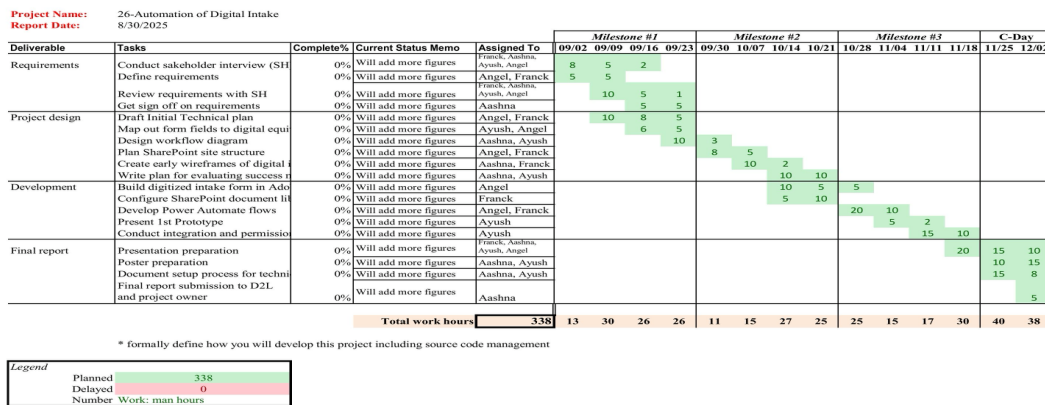 Project Name: 26-Automation of Digital Intake
Report Date: 8/30/2025
Milestone #1 Milestone #2 Milestone #3 C-Day
Deliverable Tasks Complete% Current Status Memo Assigned To 09/02 09/09 09/16 09/23 09/30 10/07 10/14 10/21 10/28 11/04 11/11 11/18 11/25 12/02
Requirements Conduct sakeholder interview (SH 0% Will add more figures Franck, Aashna, Ayush, Angel 8 5 2
Define requirements 0% Will add more figures Angel, Franck 5 5
Review requirements with SH 0% Will add more figures Franck, Aashna, Ayush, Angel 10 5 1
Get sign off on requirements 0% Will add more figures Aashna 5 5
Project design Draft Initial Technical plan 0% Will add more figures Angel, Franck 10 8 5
Map out form fields to digital equi 0% Will add more figures Ayush, Angel 6 5
Design workflow diagram 0% Will add more figures Aashna, Ayush 10 3
Plan SharePoint site structure 0% Will add more figures Angel, Franck 8 5
Create early wireframes of digital i 0% Will add more figures Aashna, Franck 10 2
Write plan for evaluating success n 0% Will add more figures Aashna, Ayush 10 10
Development Build digitized intake form in Ado 0% Will add more figures Angel 10 5 5
Configure SharePoint document lil 0% Will add more figures Franck 5 10
Develop Power Automate flows 0% Will add more figures Angel, Franck 20 10
Present 1st Prototype 0% Will add more figures Ayush 5 2
Conduct integration and permissio 0% Will add more figures Ayush 15 10
Final report Presentation preparation 0% Will add more figures Franck, Aashna, Ayush, Angel 20 15 10
Poster preparation 0% Will add more figures Aashna, Ayush 10 15
Document setup process for techni 0% Will add more figures Aashna, Ayush 15 8
Final report submission to D2L
and project owner 0% Will add more figures Aashna 5
Total work hours 338 13 30 26 26 11 15 27 25 25 15 17 30 40 38
* formally define how you will develop this project including source code management
Legend
Planned 338
Delayed 0
Number Work: man hours